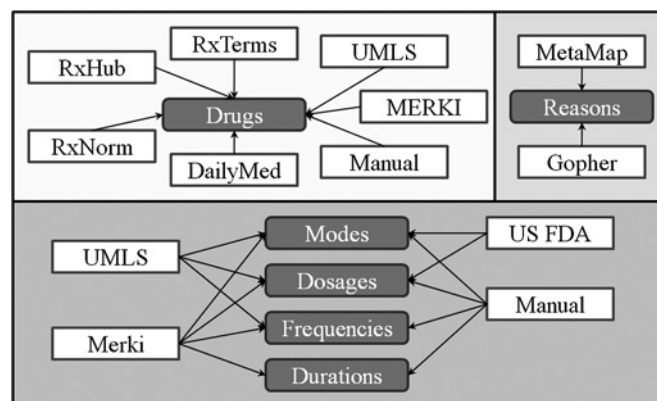 RxTerms
UMLS
RxHub
MERKI
Drugs
RxNorm
DailyMed
Manual
MetaMap
Reasons
Gopher
Modes
US FDA
UMLS
Dosages
Manual
Frequencies
Merki
Durations